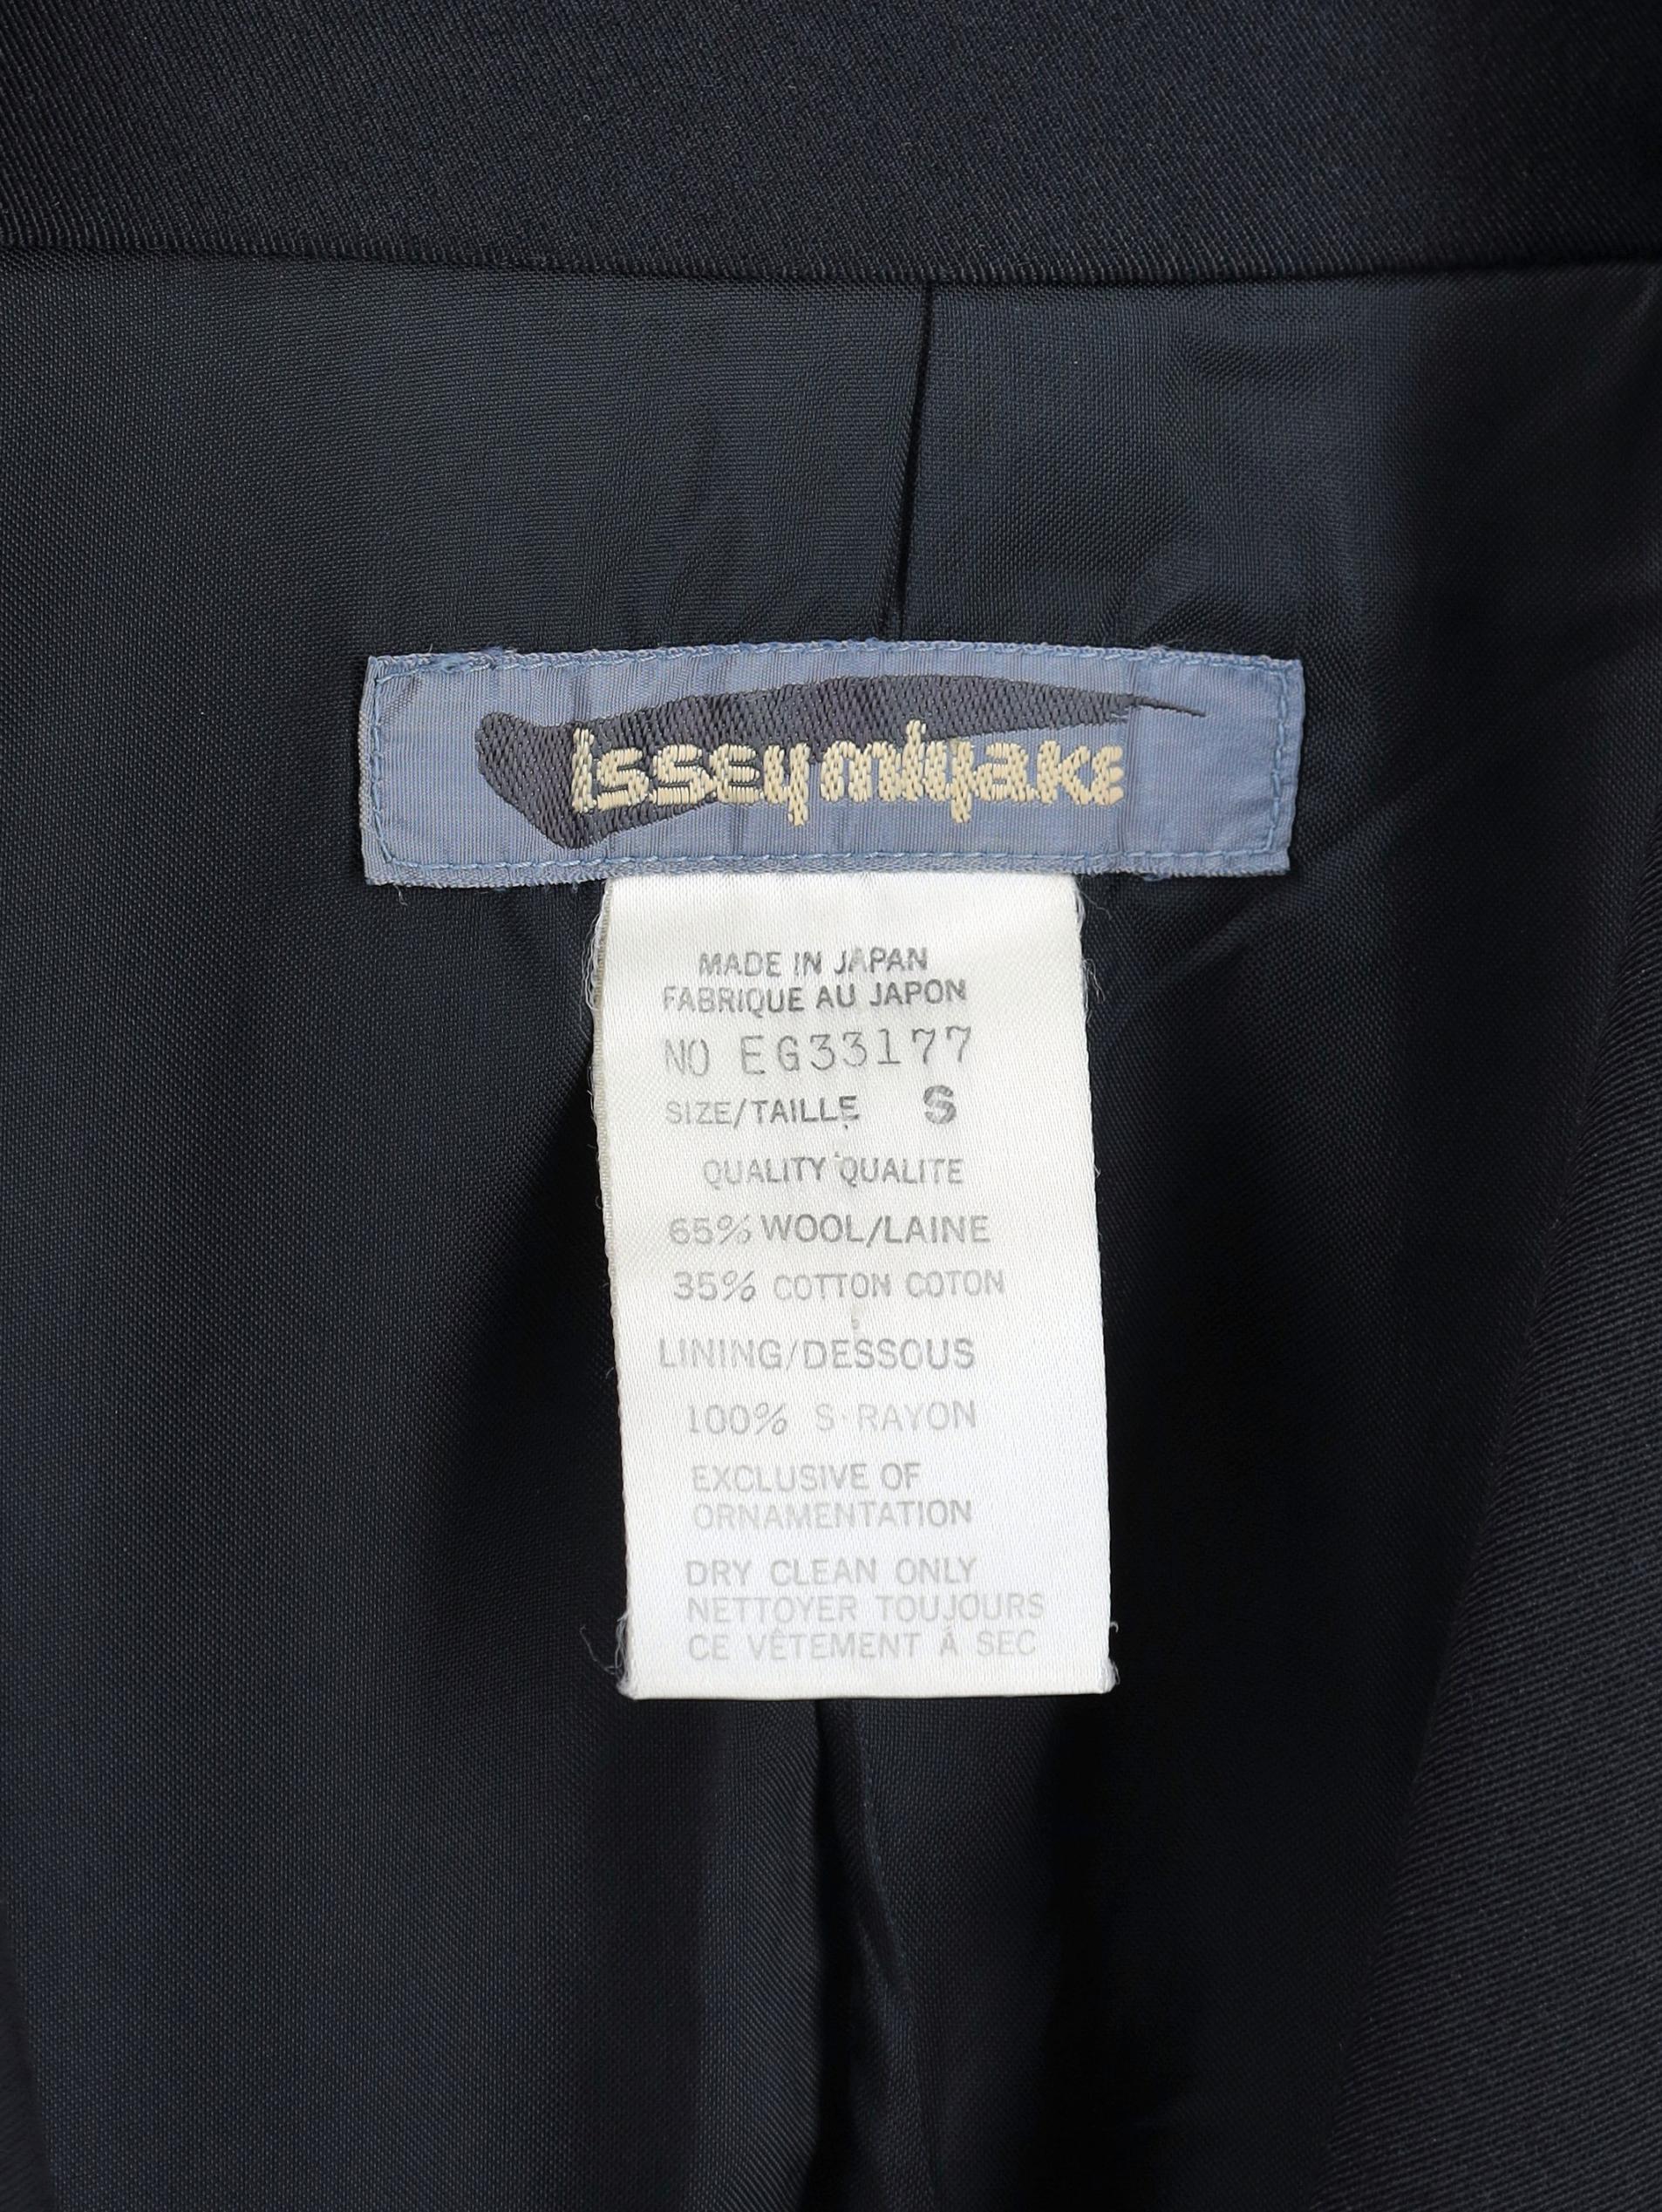 issey miyake
MADE IN JAPAN
FABRIQUE AU JAPON
NO EG33177
SIZE/TAILLE S
QUALITY QUALITE
65% WOOL/LAINE
35% COTTON COTON
LINING/DESSOUS
100% S·RAYON
EXCLUSIVE OF
ORNAMENTATION
DRY CLEAN ONLY
NETTOYER TOUJOURS
CE VÊTEMENT Á SEC